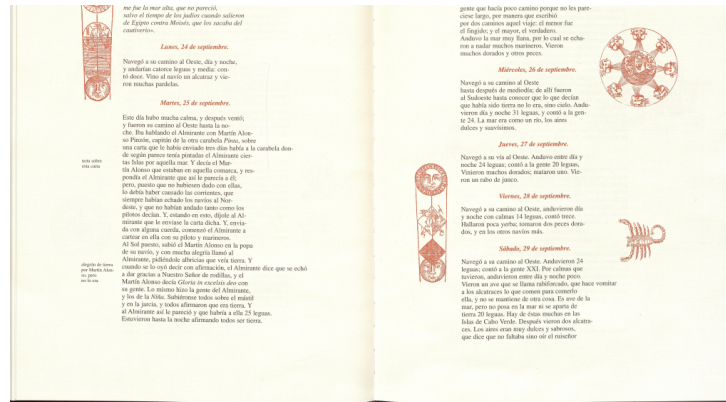 me fue la mar alta, que no pareció,
salvo el tiempo de los judíos cuando salieron
de Egipto contra Moisés, que los sacaba del
cautiverio».
Lunes, 24 de septiembre.
Navegó a su camino al Oeste, día y noche,
y andarían catorce leguas y media: con-
tó doce. Vino al navío un alcatraz y vie-
ron muchas pardelas.
Martes, 25 de septiembre.
Este día hubo mucha calma, y después ventó;
y fueron su camino al Oeste hasta la no-
che. Iba hablando el Almirante con Martín Alon-
so Pinzón, capitán de la otra carabela Pinta, sobre
una carta que le había enviado tres días había a la carabela don-
de según parece tenía pintadas el Almirante cier-
tas Islas por aquella mar. Y decía el Mar-
tín Alonso que estaban en aquella comarca, y res-
pondía el Almirante que así le parecía a él;
pero, puesto que no hubiesen dado con ellas,
lo debía haber causado las corrientes, que
siempre habían echado los navíos al Nor-
deste, y que no habían andado tanto como los
pilotos decían. Y, estando en esto, díjole el Al-
mirante que le enviase la carta dicha. Y, envia-
da con alguna cuerda, comenzó el Almirante a
cartear en ella con su piloto y marineros.
Al Sol puesto, subió el Martín Alonso en la popa
de su navío, y con mucha alegría llamó al
Almirante, pidiéndole albricias que veía tierra. Y
cuando se lo oyó decir con afirmación, el Almirante dice que se echó
a dar gracias a Nuestro Señor de rodillas, y el
Martín Alonso decía Gloria in excelsis deo con
su gente. Lo mismo hizo la gente del Almirante,
y los de la Niña. Subiéronse todos sobre el mástil
y en la jarcia, y todos afirmaron que era tierra. Y
al Almirante así le pareció y que habría a ella 25 leguas.
Estuvieron hasta la noche afirmando todos ser tierra.
nota sobre
esta carta
alegrón de tierra
por Martín Alon-
so, pero
no lo era
gente que hacía poco camino porque no les pare-
ciese largo, por manera que escribió
por dos caminos aquel viaje: el menor fue
el fingido; y el mayor, el verdadero.
Anduvo la mar muy llana, por lo cual se echa-
ron a nadar muchos marineros. Vieron
muchos dorados y otros peces.
Miércoles, 26 de septiembre.
Navegó a su camino al Oeste
hasta después de mediodía; de allí fueron
al Sudoeste hasta conocer que lo que decían
que había sido tierra no lo era, sino cielo. Andu-
vieron día y noche 31 leguas, y contó a la gen-
te 24. La mar era como un río, los aires
dulces y suavísimos.
Jueves, 27 de septiembre.
Navegó a su vía al Oeste. Anduvo entre día y
noche 24 leguas; contó a la gente 20 leguas,
Vinieron muchos dorados; mataron uno. Vie-
ron un rabo de junco.
Viernes, 28 de septiembre.
Navegó a su camino al Oeste, anduvieron día
y noche con calmas 14 leguas, contó trece.
Hallaron poca yerba; tomaron dos peces dora-
dos, y en los otros navíos más.
Sábado, 29 de septiembre.
Navegó a su camino al Oeste. Anduvieron 24
leguas; contó a la gente XXI. Por calmas que
tuvieron, anduvieron entre día y noche poco.
Vieron un ave que se llama rabiforcado, que hace vomitar
a los alcatraces lo que comen para comerlo
ella, y no se mantiene de otra cosa. Es ave de la
mar, pero no posa en la mar ni se aparta de
tierra 20 leguas. Hay de éstas muchas en las
Islas de Cabo Verde. Después vieron dos alcatra-
ces. Los aires eran muy dulces y sabrosos,
que dice que no faltaba sino oír el ruiseñor